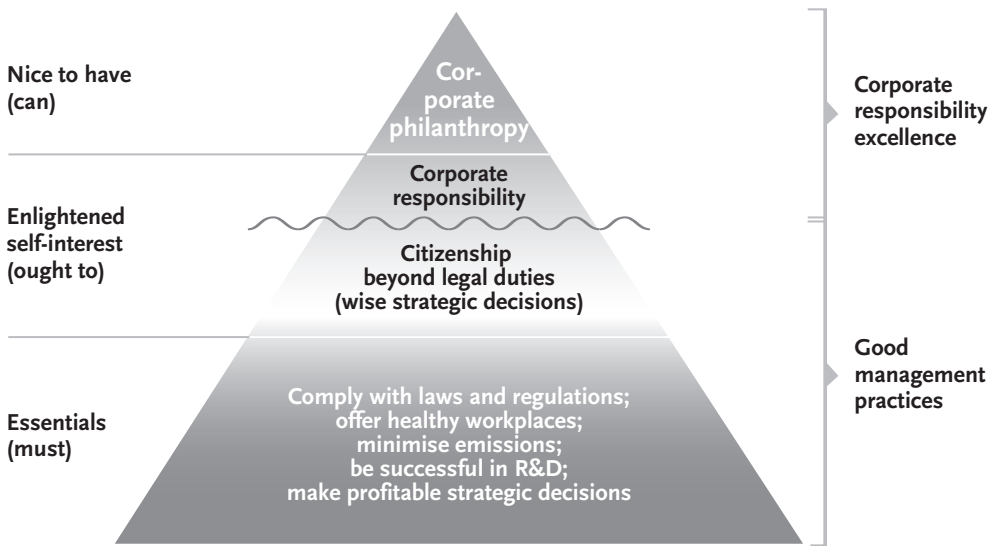 Nice to have
(can)
Cor-
porate
philanthropy
Corporate
responsibility
excellence
Enlightened
self-interest
(ought to)
Corporate
responsibility
Citizenship
beyond legal duties
(wise strategic decisions)
Essentials
(must)
Comply with laws and regulations;
offer healthy workplaces;
minimise emissions;
be successful in R&D;
make profitable strategic decisions
Good
management
practices